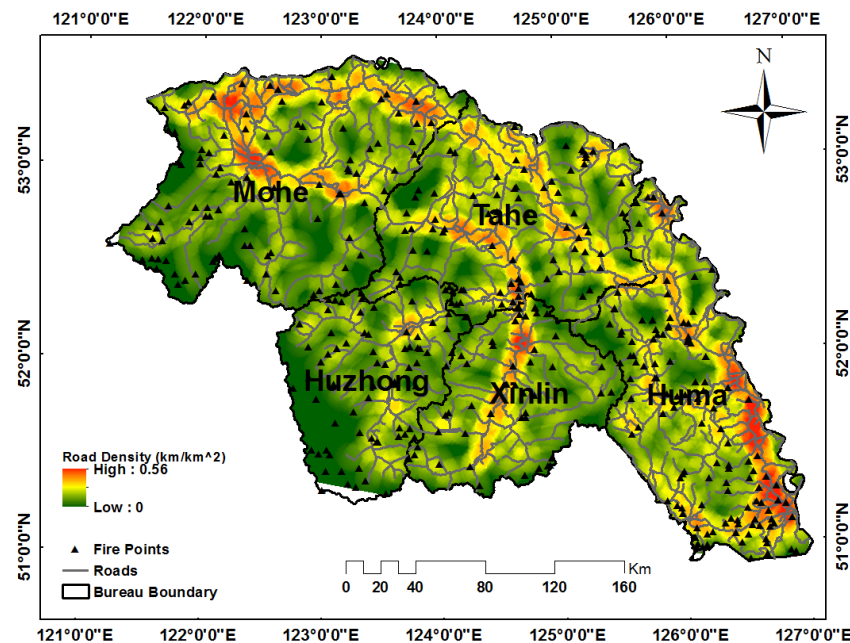 121°0'0"E 122°0'0"E 123°0'0"E 124°0'0"E 125°0'0"E 126°0'0"E 127°0'0"E
N
53°0'0"N
53°0'0"N
Mohe
Tahe
52°0'0"N
52°0'0"N
Huzhong
Xinlin
Huma
Road Density (km/km^2)
High : 0.56
Low : 0
Fire Points
Roads
Bureau Boundary
0 20 40 80 120 160 Km
51°0'0"N
51°0'0"N
121°0'0"E 122°0'0"E 123°0'0"E 124°0'0"E 125°0'0"E 126°0'0"E 127°0'0"E